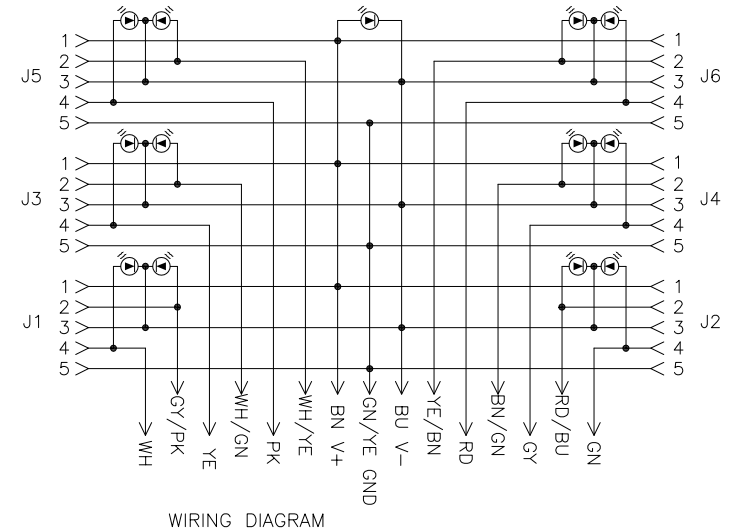 J5
1
2
3
4
5
J6
1
2
3
4
5
J3
1
2
3
4
5
J4
1
2
3
4
5
J1
1
2
3
4
5
J2
1
2
3
4
5
WH
GY/PK
YE
WH/GN
PK
WH/YE
BN V+
GN/YE GND
BU V-
YE/BN
RD
BN/GN
GY
RD/BU
GN
WIRING DIAGRAM